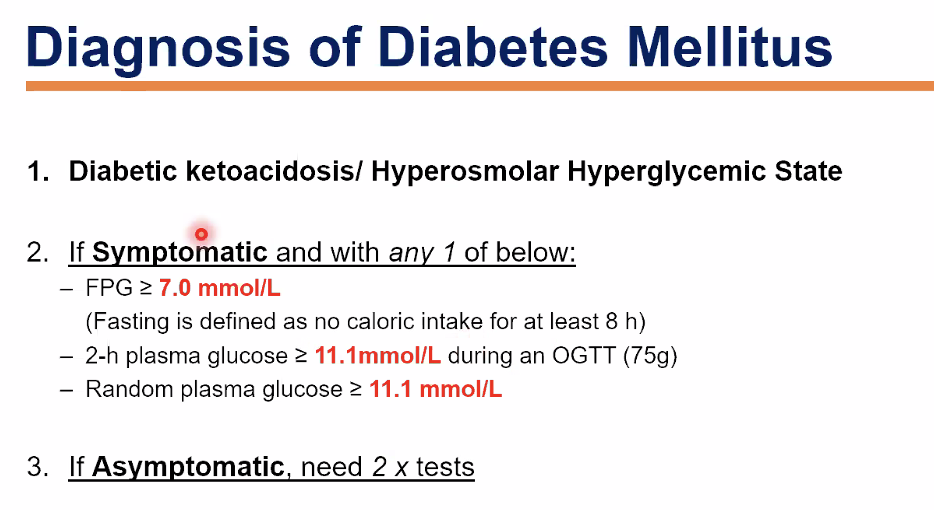 Diagnosis of Diabetes Mellitus
1. Diabetic ketoacidosis/ Hyperosmolar Hyperglycemic State
2. If Symptomatic and with any 1 of below:
– FPG ≥ 7.0 mmol/L
(Fasting is defined as no caloric intake for at least 8 h)
– 2-h plasma glucose ≥ 11.1mmol/L during an OGTT (75g)
– Random plasma glucose ≥ 11.1 mmol/L
3. If Asymptomatic, need 2 x tests